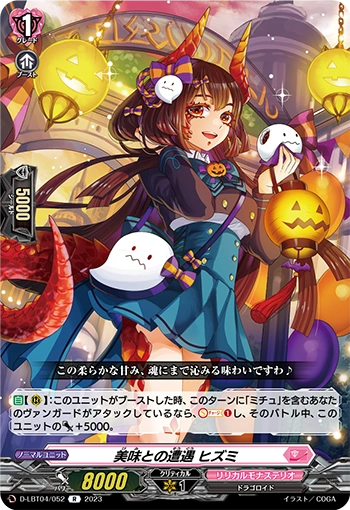 1
グレード
ブースト
5000
シールド
この柔らかな甘み、魂にまで沁みる味わいですわ♪
自【R】:このユニットがブーストした時、このターンに「ミチュ」を含むあなた
のヴァンガードがアタックしているなら、【コスト】1し、そのバトル中、このユ
ニットの+5000。
ノーマルユニット
美味との遭遇 ヒズミ
パワー 8000
クリティカル
1
リリカルモナステリオ
ドラゴロイド
D-LBT04/052 R 2023
イラスト/COGA